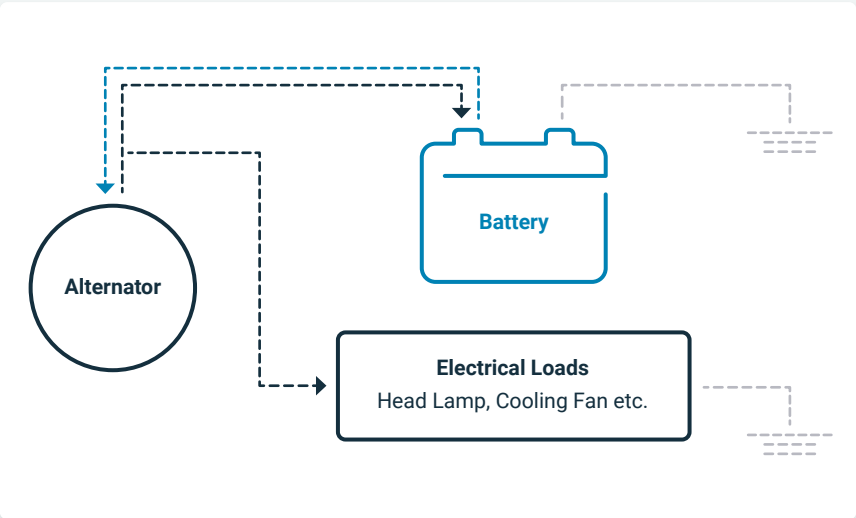 Battery
Alternator
Electrical Loads
Head Lamp, Cooling Fan etc.